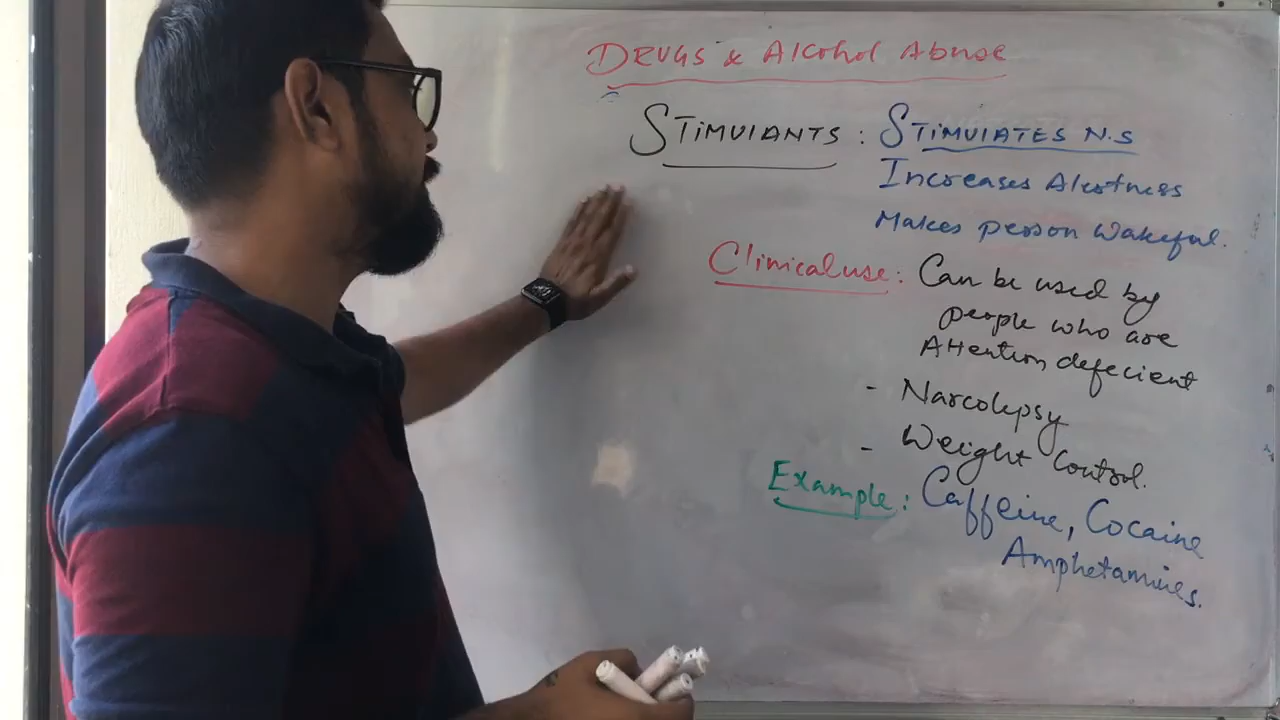 DRUGS & Alcohol Abuse
STIMULANTS : STIMULATES N.S
Increases Alertness
Makes person wakeful.
Clinical use : Can be used by
people who are
Attention defecient
- Narcolepsy
- Weight Control.
Example : Caffeine, Cocaine
Amphetamines.